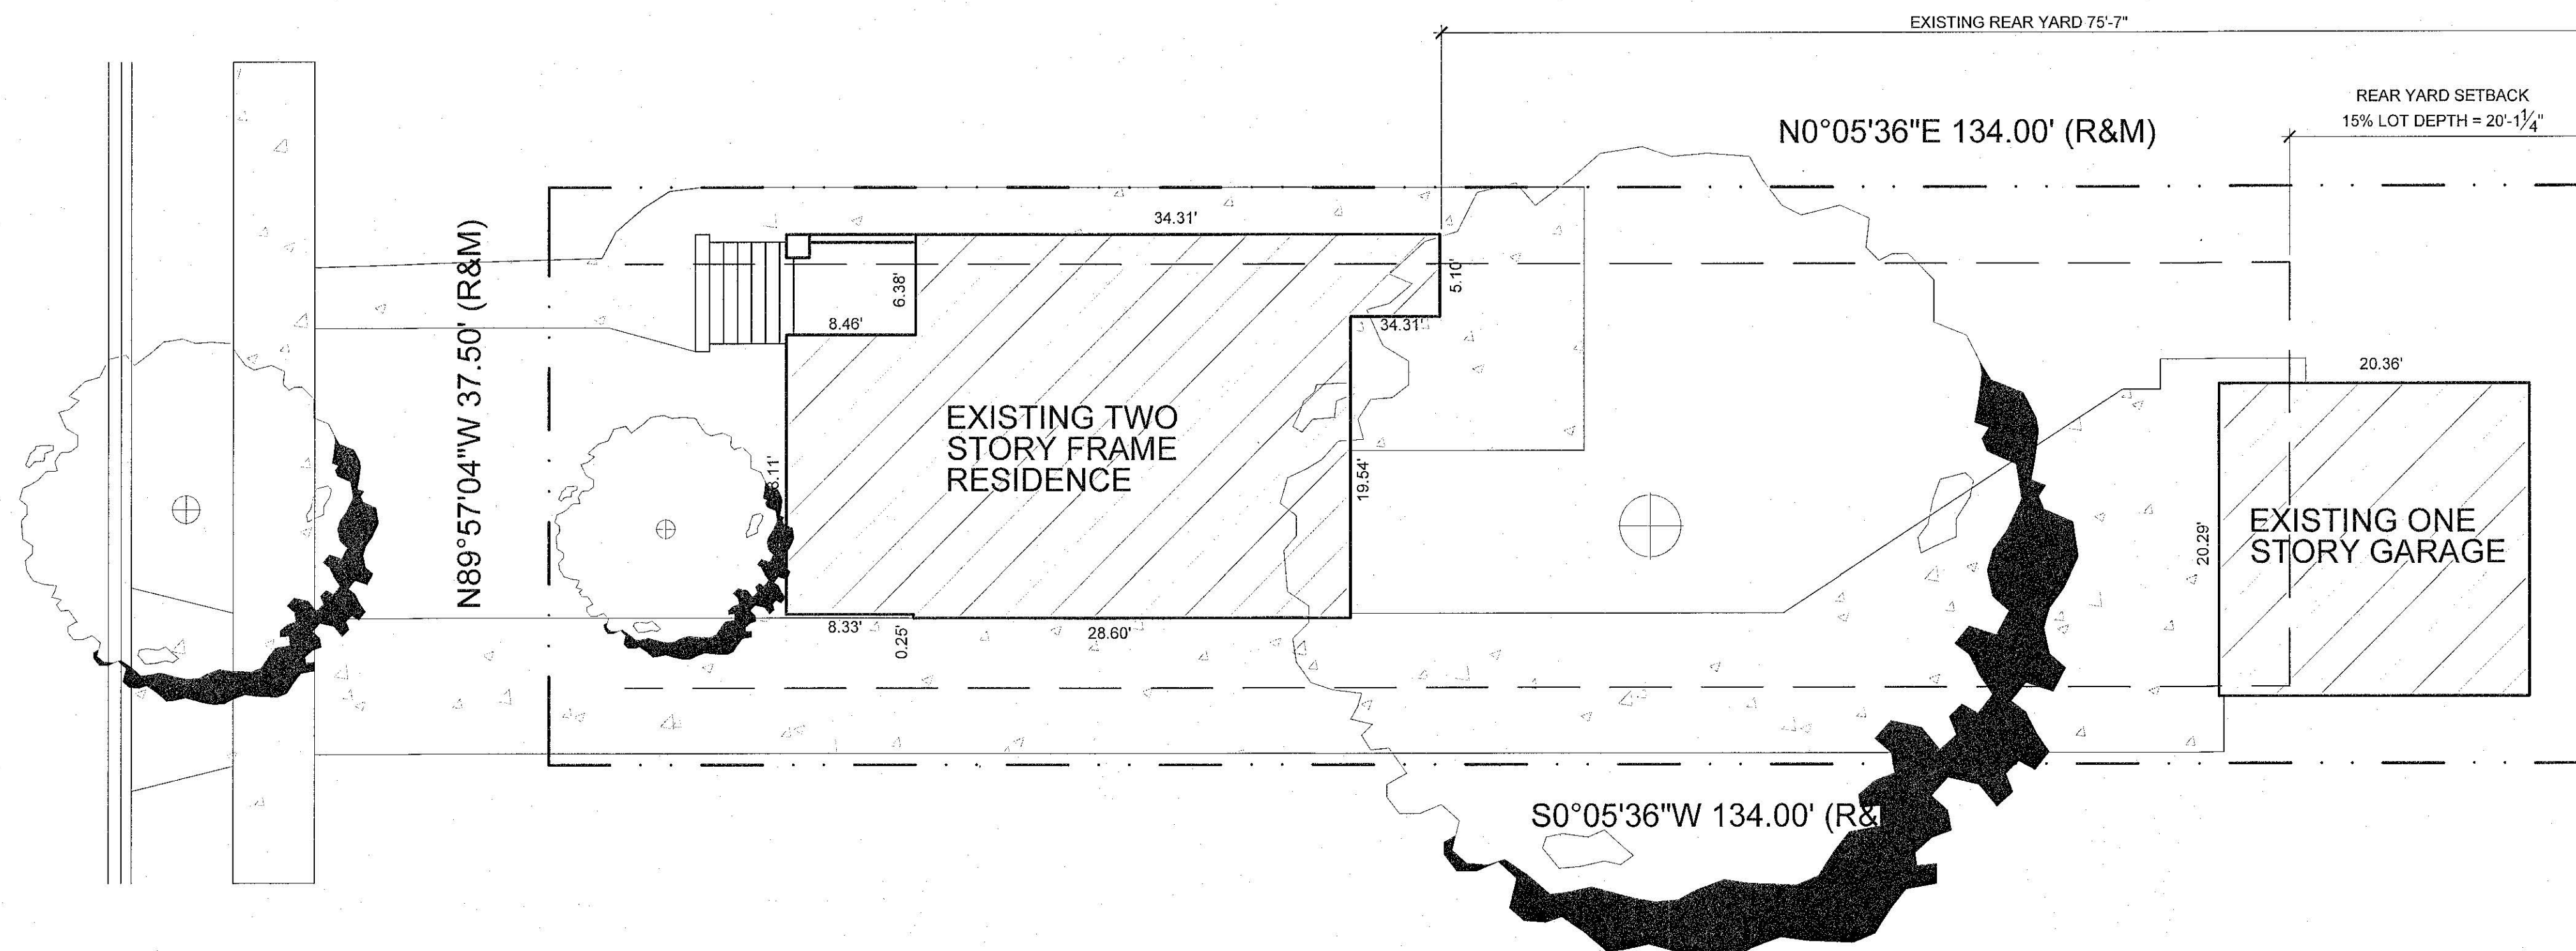 EXISTING REAR YARD 75'-7"
REAR YARD SETBACK
15% LOT DEPTH = 20'-1¼"
N0°05'36"E 134.00' (R&M)
N89°57'04"W 37.50' (R&M)
34.31'
6.38'
5.10'
8.46'
34.31'
20.36'
EXISTING TWO
STORY FRAME
RESIDENCE
19.54'
EXISTING ONE
STORY GARAGE
20.29'
8.33'
0.25'
28.60'
S0°05'36"W 134.00' (R&